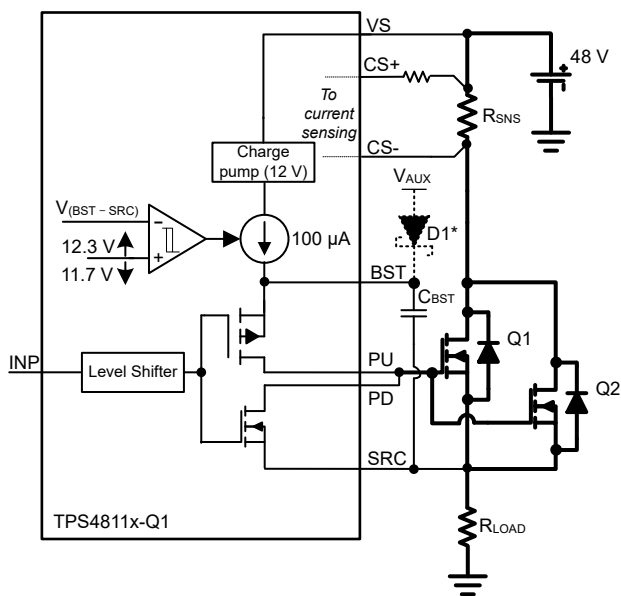 VS
48 V
CS+
To
current
sensing
RSNS
CS-
Charge
pump (12 V)
VAUX
V(BST – SRC)
D1*
12.3 V
11.7 V
100 µA
BST
CBST
-
+
INP
Level Shifter
PU
PD
Q1
Q2
SRC
RLOAD
TPS4811x-Q1